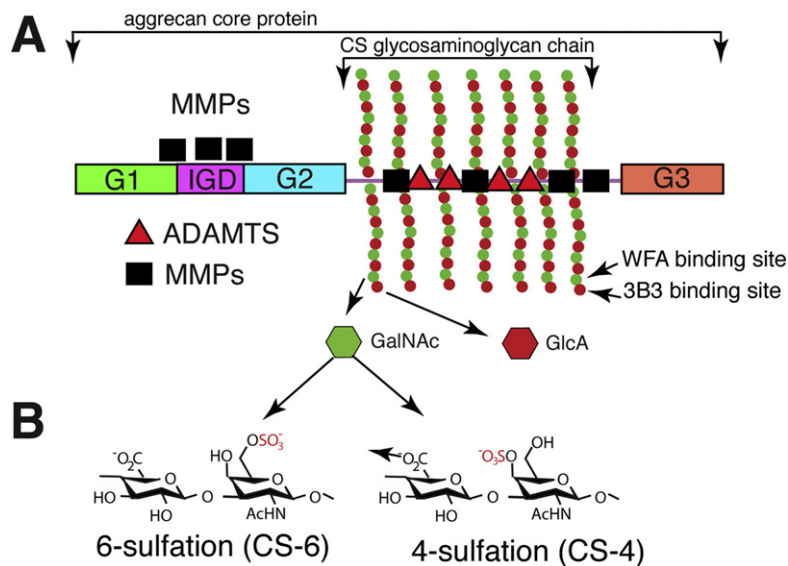 A
aggrecan core protein
CS glycosaminoglycan chain
MMPs
G1 IGD G2 G3
ADAMTS
MMPs
WFA binding site
3B3 binding site
GalNAc GlcA
B
⁻O₂C HO HO O O HO OSO₃⁻ O AcHN O
⁻O₂C HO HO O O ⁻O₃SO OH O AcHN O
6-sulfation (CS-6) 4-sulfation (CS-4)